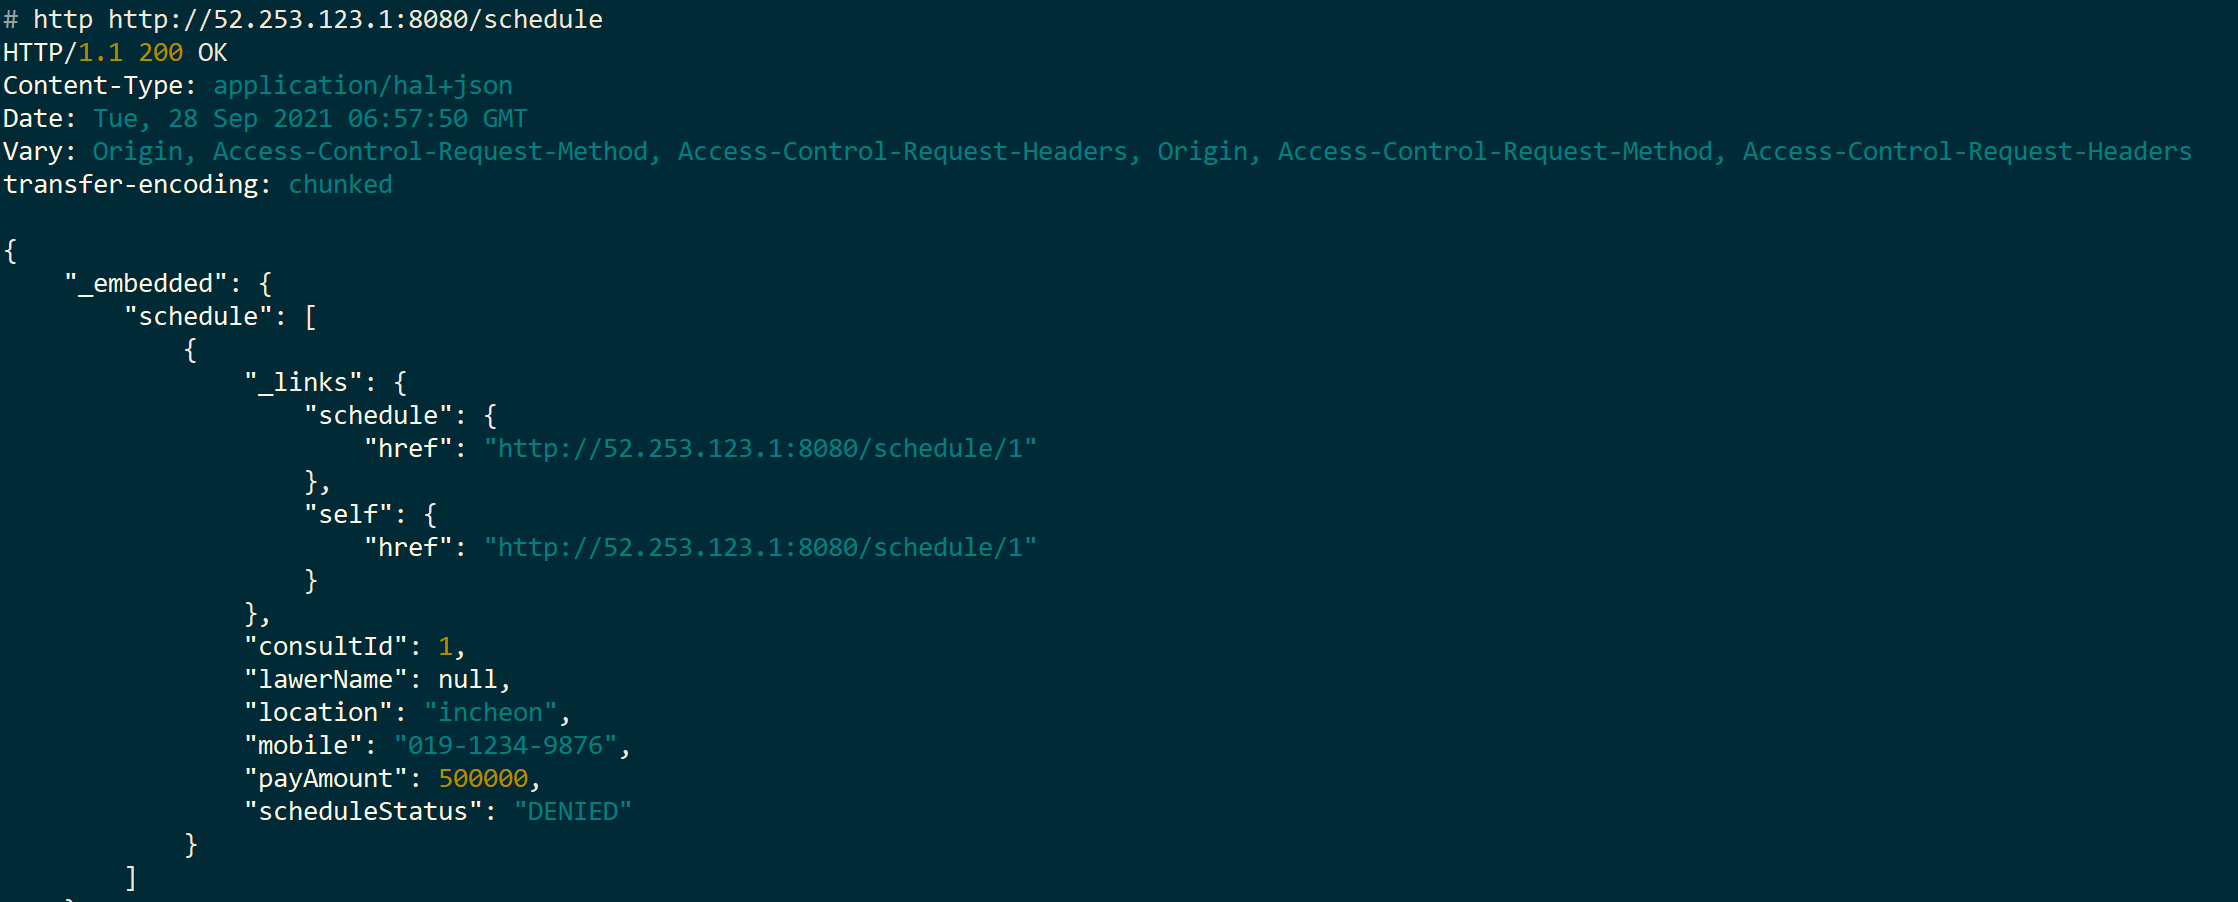 # http http://52.253.123.1:8080/schedule
HTTP/1.1 200 OK
Content-Type: application/hal+json
Date: Tue, 28 Sep 2021 06:57:50 GMT
Vary: Origin, Access-Control-Request-Method, Access-Control-Request-Headers, Origin, Access-Control-Request-Method, Access-Control-Request-Headers
transfer-encoding: chunked

{
    "_embedded": {
        "schedule": [
            {
                "_links": {
                    "schedule": {
                        "href": "http://52.253.123.1:8080/schedule/1"
                    },
                    "self": {
                        "href": "http://52.253.123.1:8080/schedule/1"
                    }
                },
                "consultId": 1,
                "lawerName": null,
                "location": "incheon",
                "mobile": "019-1234-9876",
                "payAmount": 500000,
                "scheduleStatus": "DENIED"
            }
        ]
    }